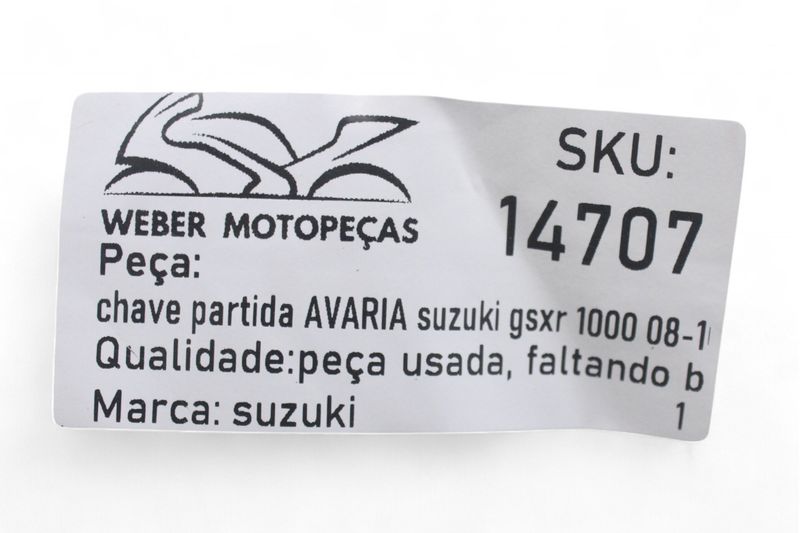 WEBER MOTOPEÇAS
SKU:
14707
Peça:
chave partida AVARIA suzuki gsxr 1000 08-1
Qualidade:peça usada, faltando b
Marca: suzuki
1